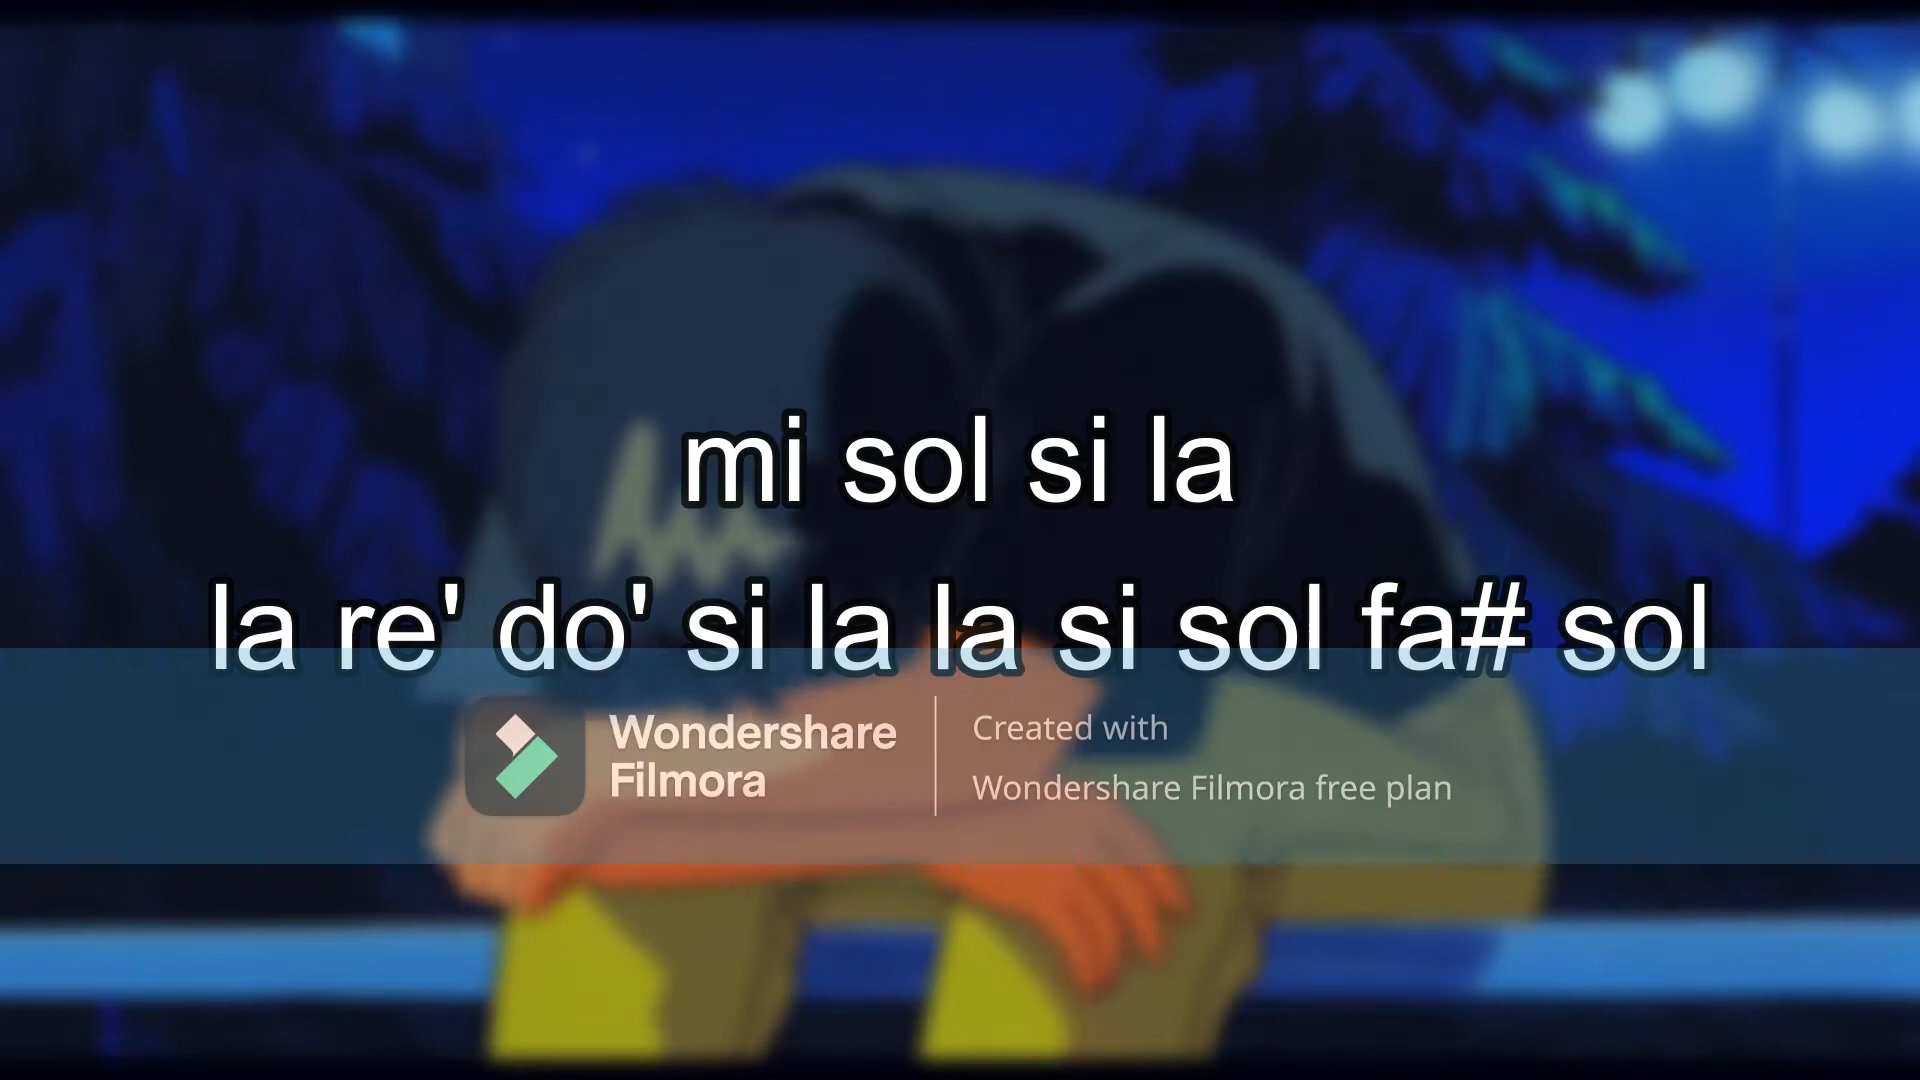 mi sol si la
la re' do' si la la si sol fa# sol
Wondershare
Filmora
Created with
Wondershare Filmora free plan